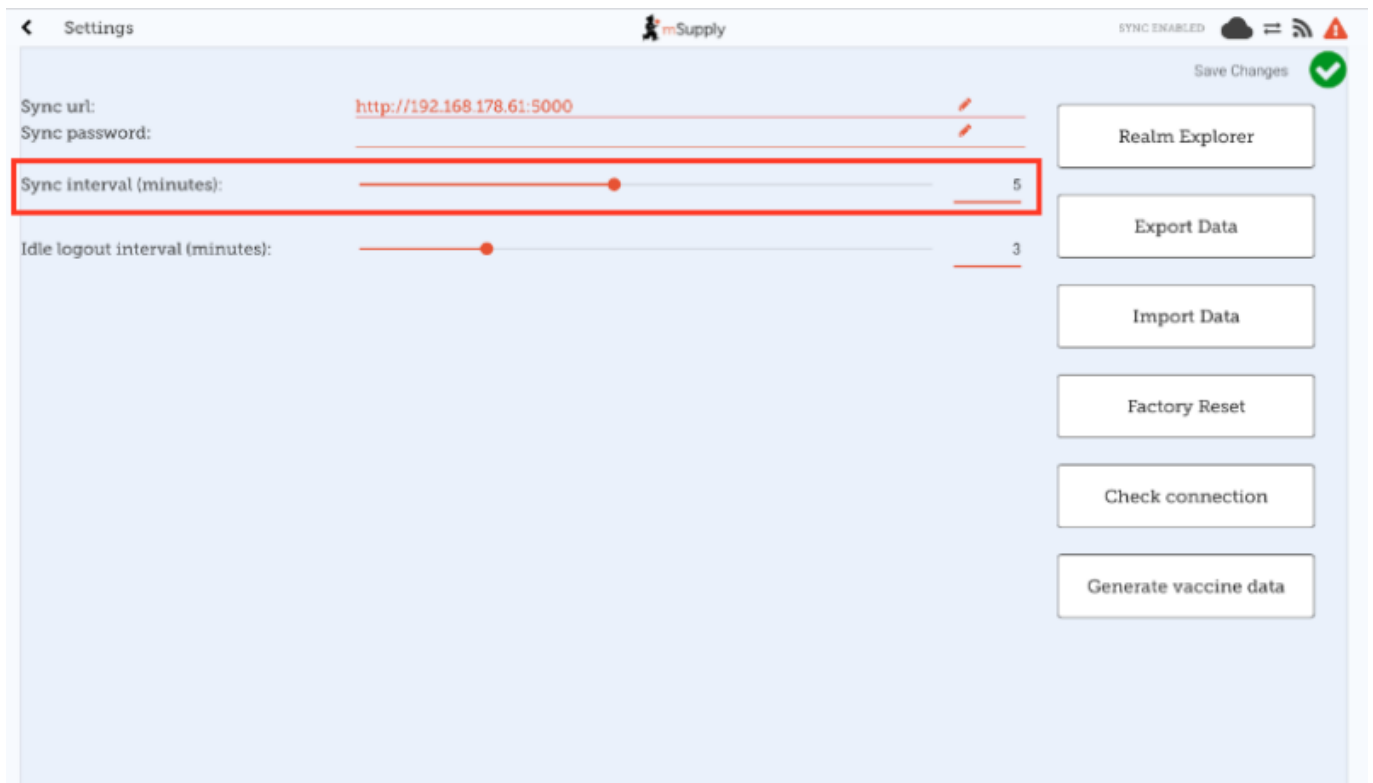 Settings
mSupply
SYNC ENABLED
Save Changes
Sync url: http://192.168.178.61:5000
Sync password:
Sync interval (minutes): 5
Idle logout interval (minutes): 3
Realm Explorer
Export Data
Import Data
Factory Reset
Check connection
Generate vaccine data